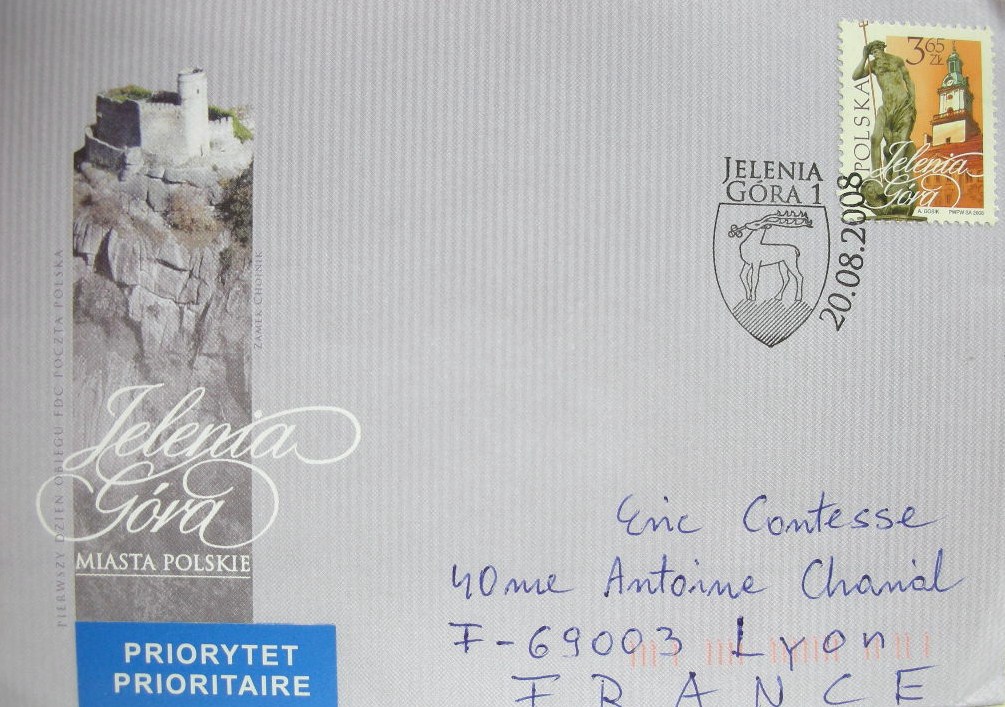 3 65
ZŁ
POLSKA
Jelenia
Góra
A. GOSIK PWPW SA 2008
JELENIA
GÓRA 1
20.08.2008
PIERWSZY DZIEŃ OBIEGU FDC POCZTA POLSKA
ZAMEK CHOJNIK
Jelenia
Góra
MIASTA POLSKIE
PRIORYTET
PRIORITAIRE
Eric Contesse
40 me Antoine Charial
F-69003 Lyon
FRANCE